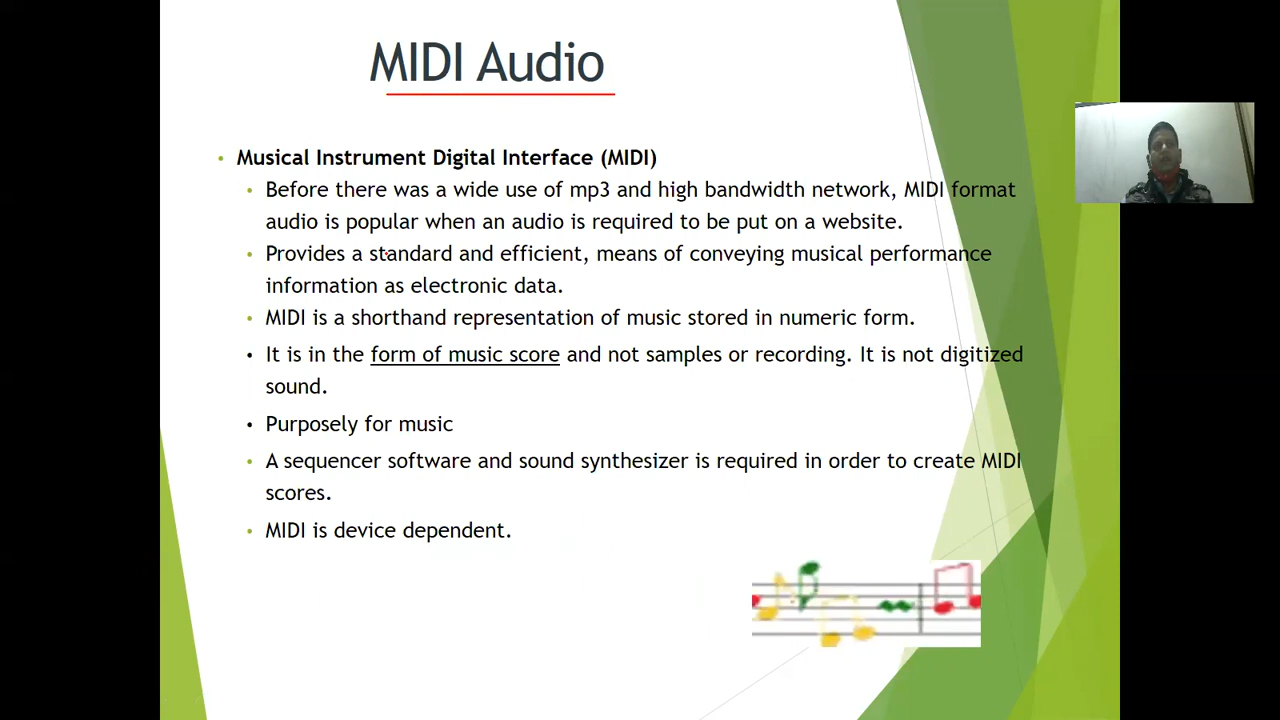 MIDI Audio
Musical Instrument Digital Interface (MIDI)
Before there was a wide use of mp3 and high bandwidth network, MIDI format
audio is popular when an audio is required to be put on a website.
Provides a standard and efficient, means of conveying musical performance
information as electronic data.
MIDI is a shorthand representation of music stored in numeric form.
It is in the form of music score and not samples or recording. It is not digitized
sound.
Purposely for music
A sequencer software and sound synthesizer is required in order to create MIDI
scores.
MIDI is device dependent.